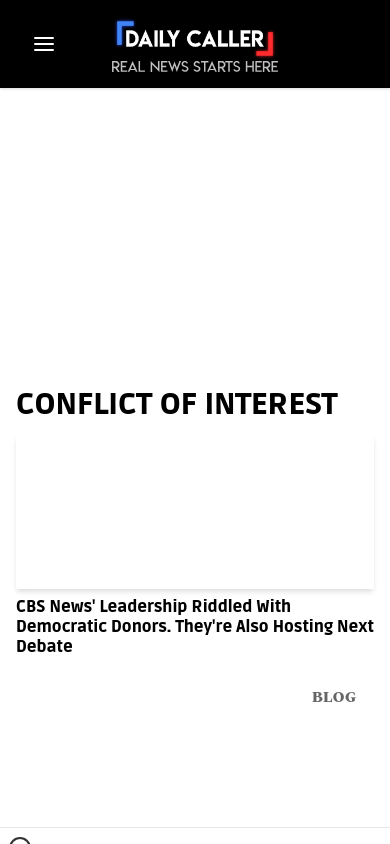 DAILY CALLER
REAL NEWS STARTS HERE
CONFLICT OF INTEREST
CBS News' Leadership Riddled With
Democratic Donors. They're Also Hosting Next
Debate
BLOG